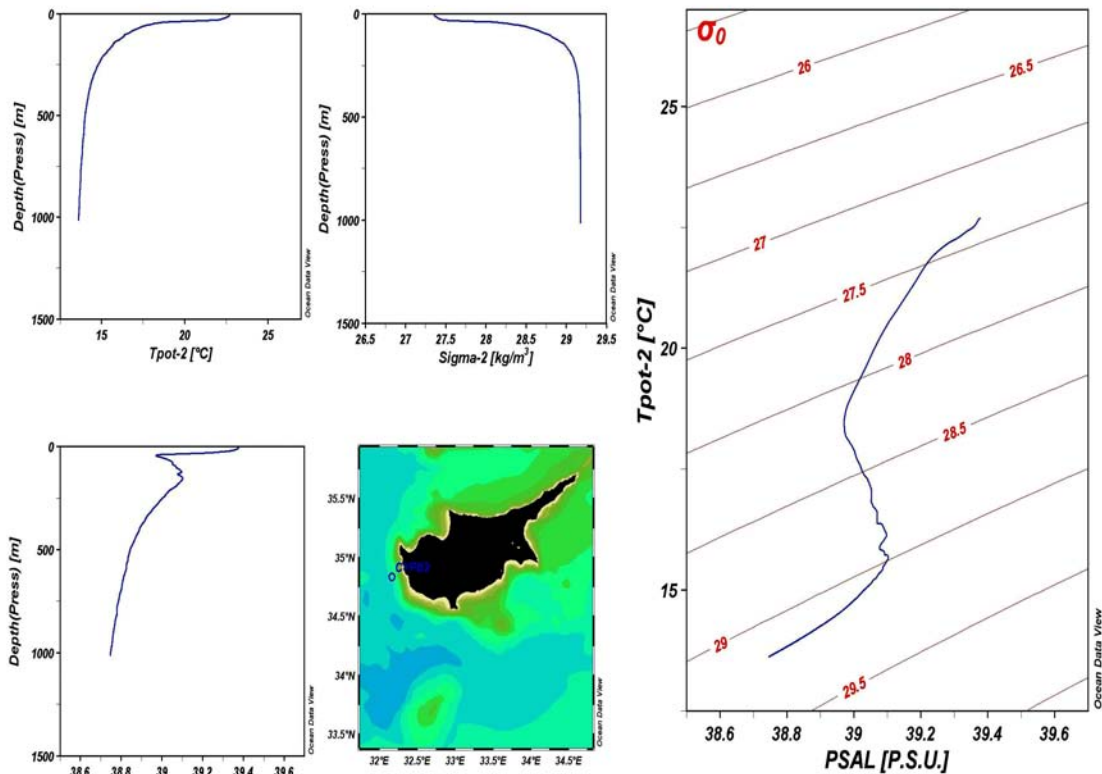 0
500
1000
1500
Depth(Press) [m]
15
20
25
Tpot-2 [°C]
Ocean Data View
0
500
1000
1500
Depth(Press) [m]
26.5
27
27.5
28
28.5
29
29.5
Sigma-2 [kg/m³]
Ocean Data View
σ0
26
26.5
27
27.5
28
28.5
29
29.5
25
20
15
Tpot-2 [°C]
38.6
38.8
39
39.2
39.4
39.6
PSAL [P.S.U.]
Ocean Data View
0
500
1000
1500
Depth(Press) [m]
38.6
38.8
39
39.2
39.4
39.6
Ocean Data View
35.5°N
35°N
34.5°N
34°N
33.5°N
32°E
32.5°E
33°E
33.5°E
34°E
34.5°E
Ocean Data View